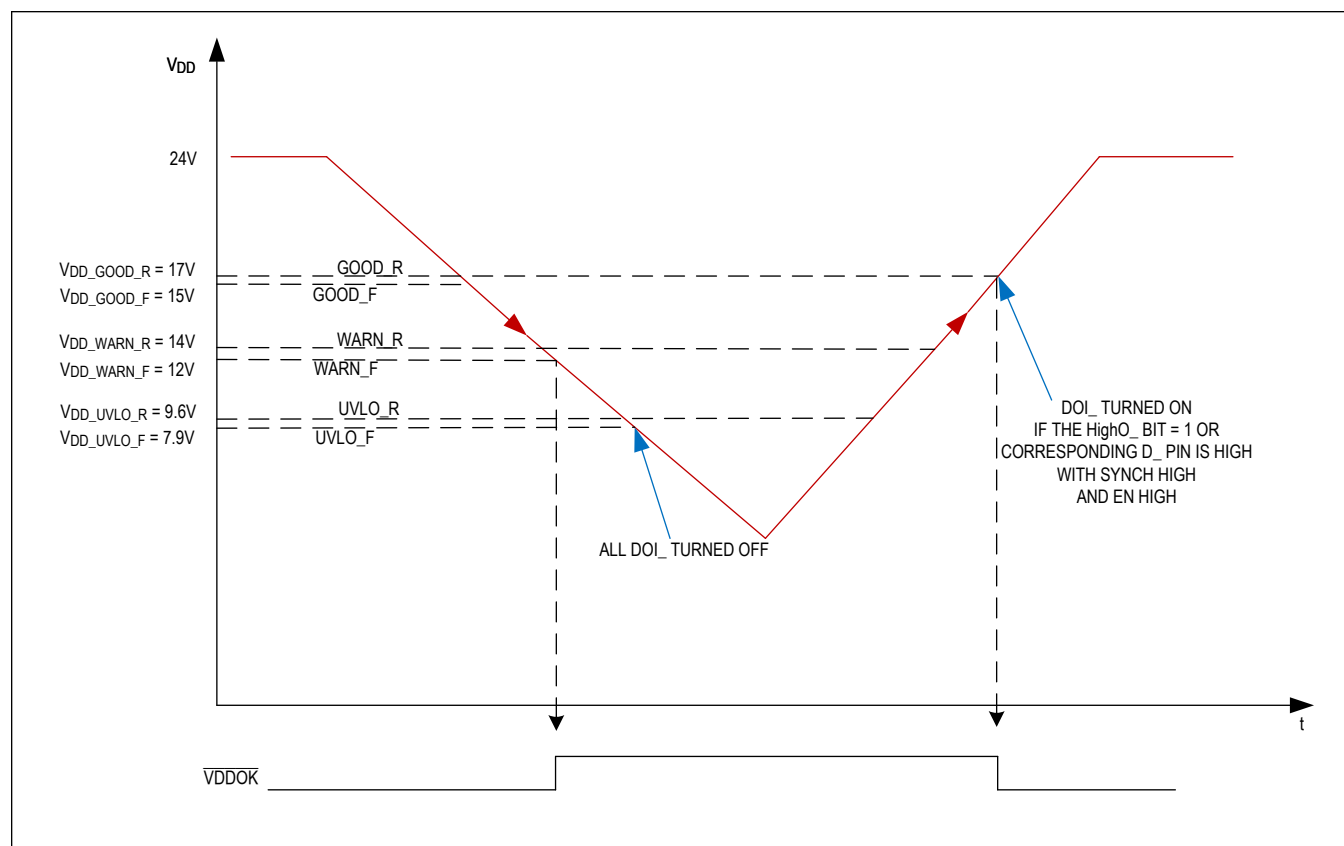 VDD
24V
VDD_GOOD_R = 17V
GOOD_R
VDD_GOOD_F = 15V
GOOD_F
VDD_WARN_R = 14V
WARN_R
VDD_WARN_F = 12V
WARN_F
VDD_UVLO_R = 9.6V
UVLO_R
VDD_UVLO_F = 7.9V
UVLO_F
DOI_ TURNED ON
IF THE HighO_ BIT = 1 OR
CORRESPONDING D_ PIN IS HIGH
WITH SYNCH HIGH
AND EN HIGH
ALL DOI_ TURNED OFF
t
VDDOK